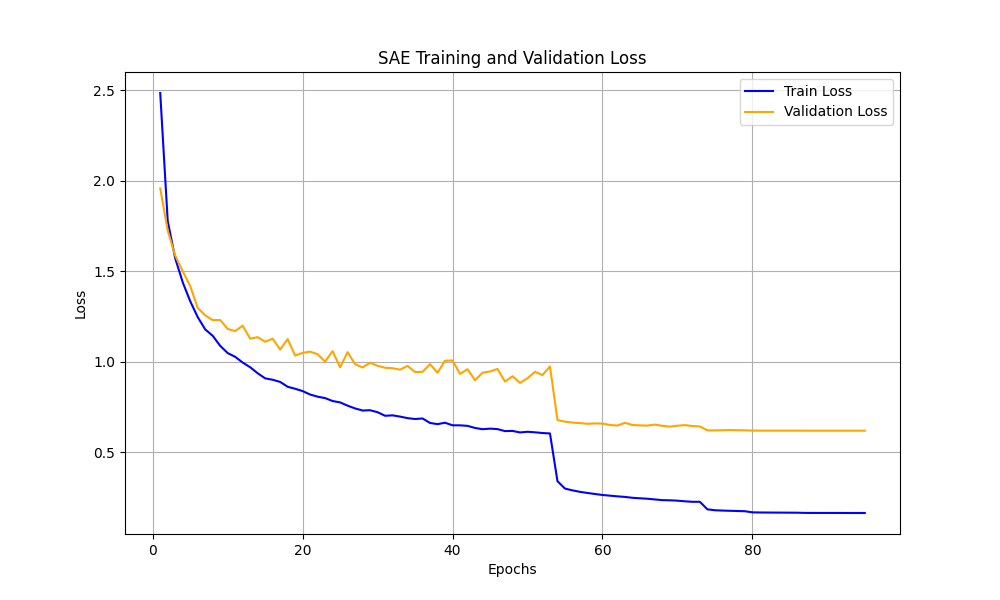 SAE Training and Validation Loss
Train Loss
Validation Loss
2.5
2.0
1.5
1.0
0.5
Loss
0 20 40 60 80
Epochs